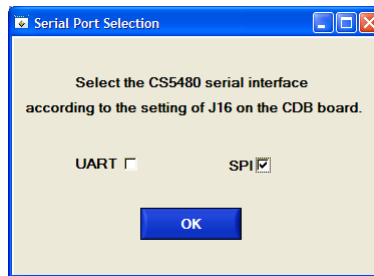 Serial Port Selection
Select the CS5480 serial interface
according to the setting of J16 on the CDB board.
UART SPI
OK